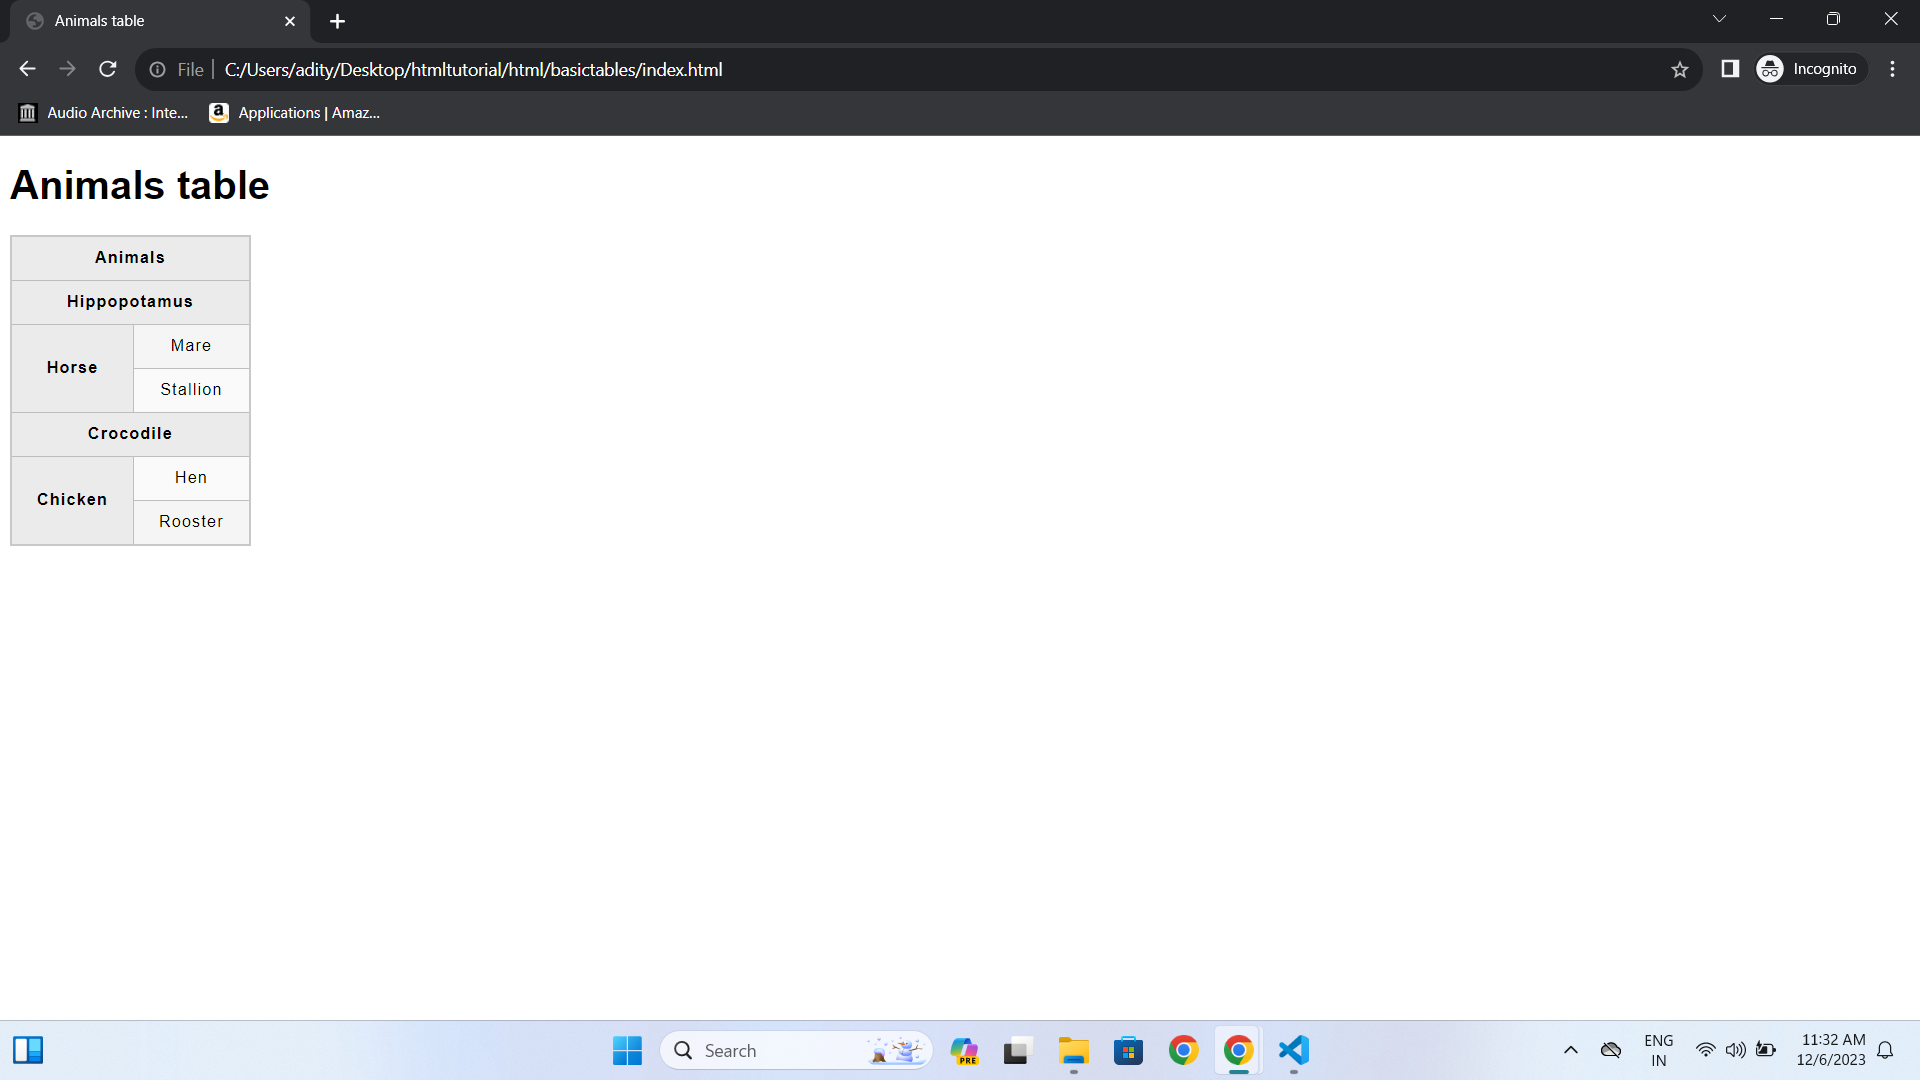 Animals table
File
C:/Users/adity/Desktop/htmltutorial/html/basictables/index.html
Incognito
Audio Archive : Inte...
Applications | Amaz...
Animals table
Animals
Hippopotamus
Horse
Mare
Stallion
Crocodile
Chicken
Hen
Rooster
Search
PRE
ENG
IN
11:32 AM
12/6/2023